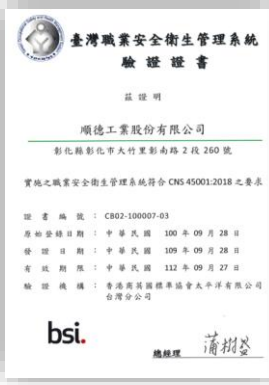 臺灣職業安全衛生管理系統
驗證證書
茲證明
順德工業股份有限公司
彰化縣彰化市大竹里彰南路2段260號
實施之職業安全衛生管理系統符合 CNS 45001:2018 之要求
證書編號：CB02-100007-03
原始登錄日期：中華民國 100 年 09 月 28 日
發證日期：中華民國 109 年 09 月 28 日
有效期限：中華民國 112 年 09 月 27 日
驗證機構：香港商英國標準協會太平洋有限公司
台灣分公司
bsi.
總經理